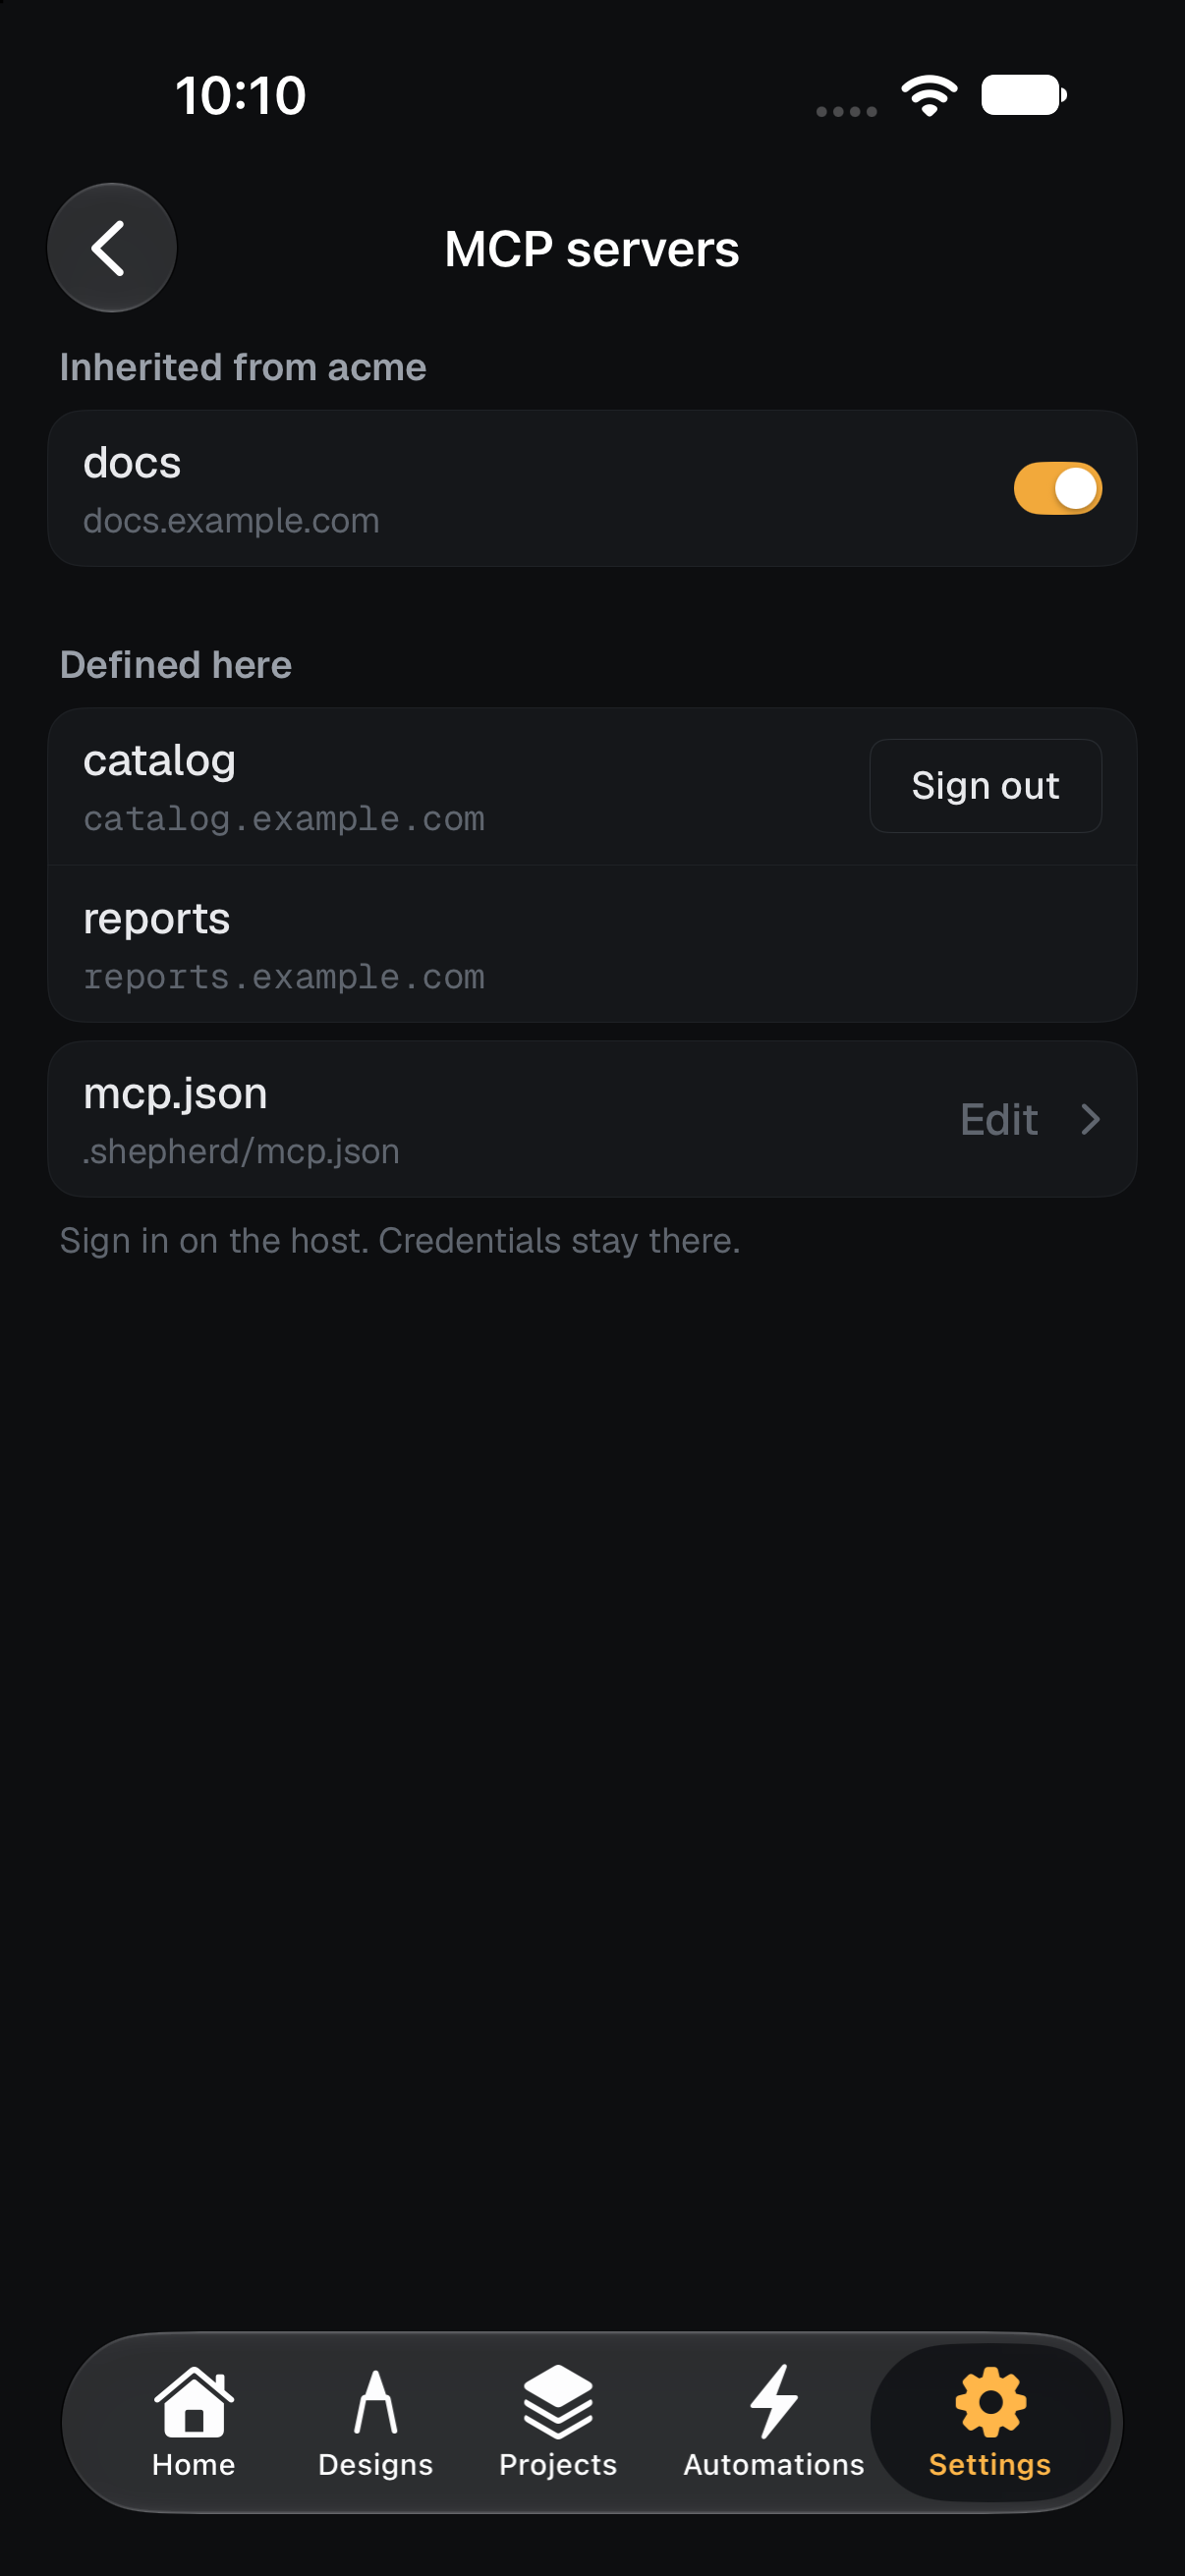 10:10
MCP servers
Inherited from acme
docs
docs.example.com
Defined here
catalog
catalog.example.com
Sign out
reports
reports.example.com
mcp.json
.shepherd/mcp.json
Edit
Sign in on the host. Credentials stay there.
Home
Designs
Projects
Automations
Settings